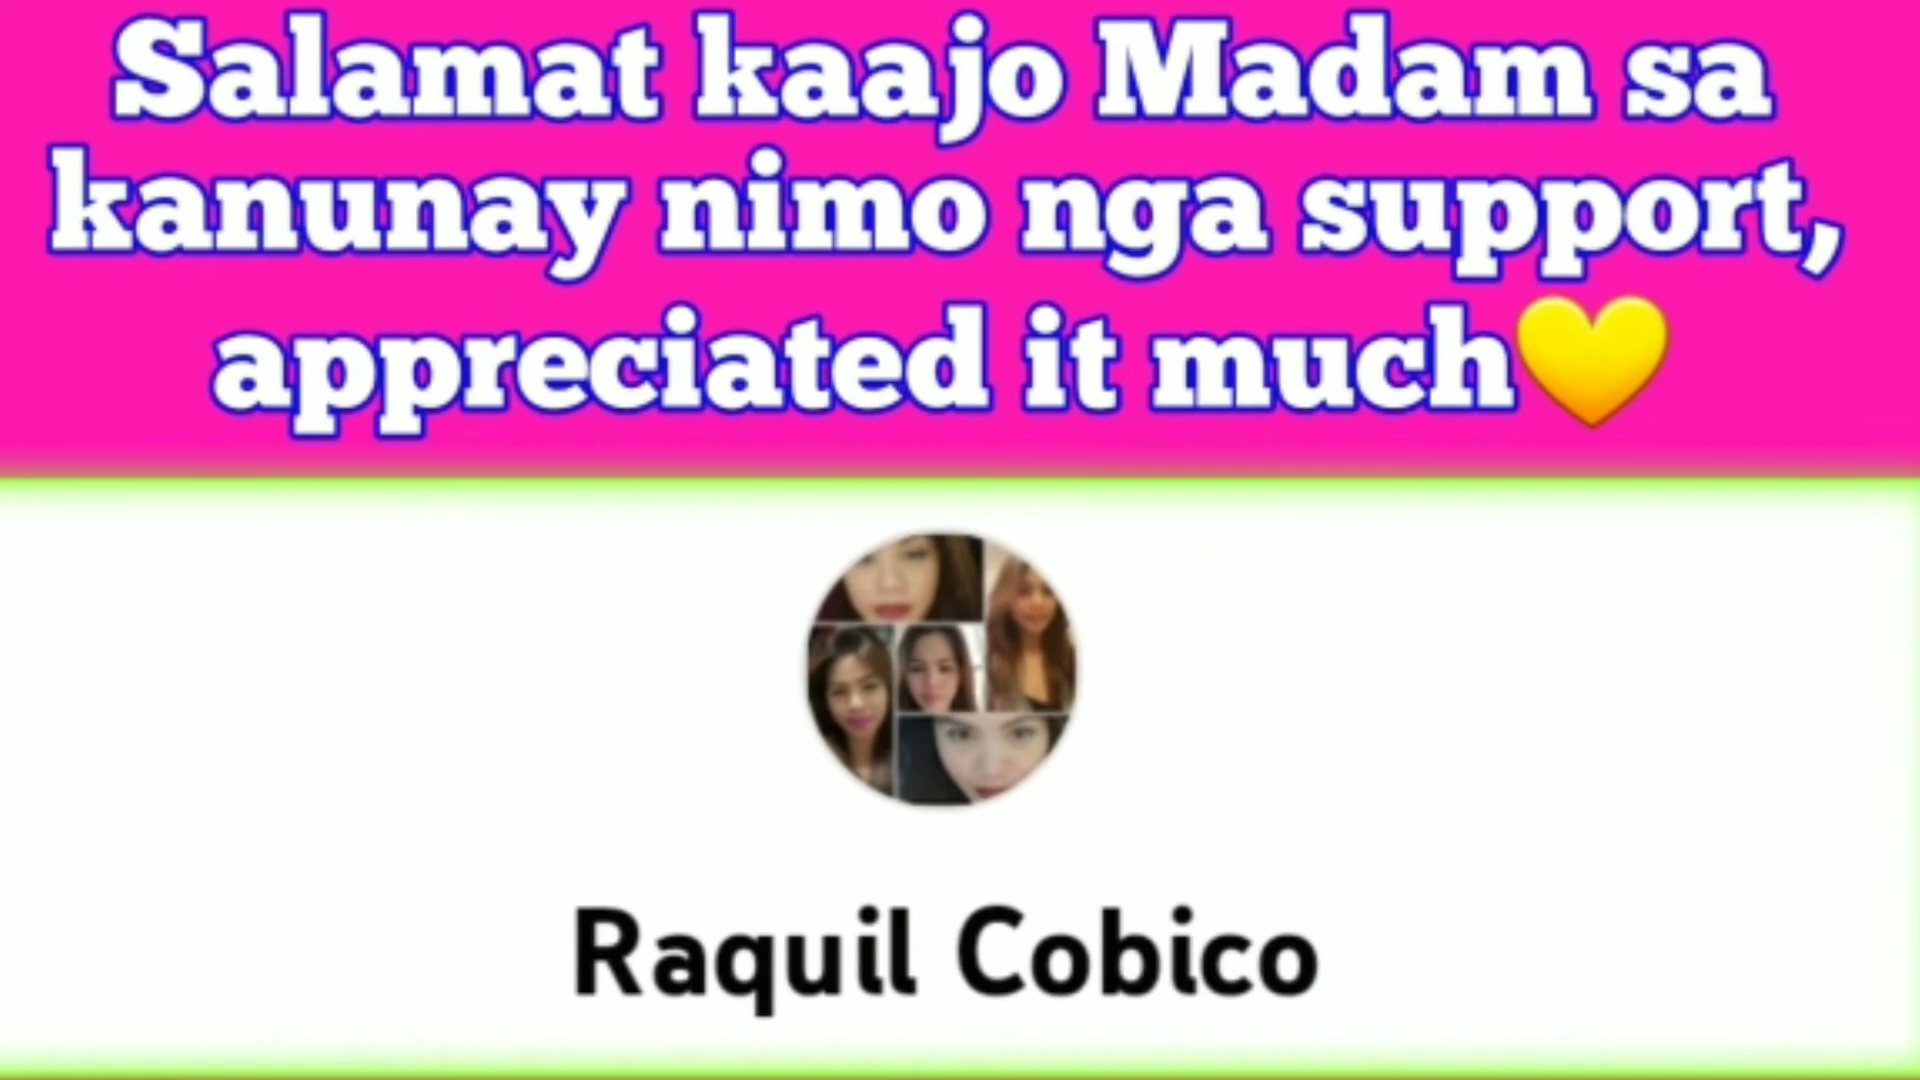 Salamat kaajo Madam sa
kanunay nimo nga support,
appreciated it much💛
Raquil Cobico